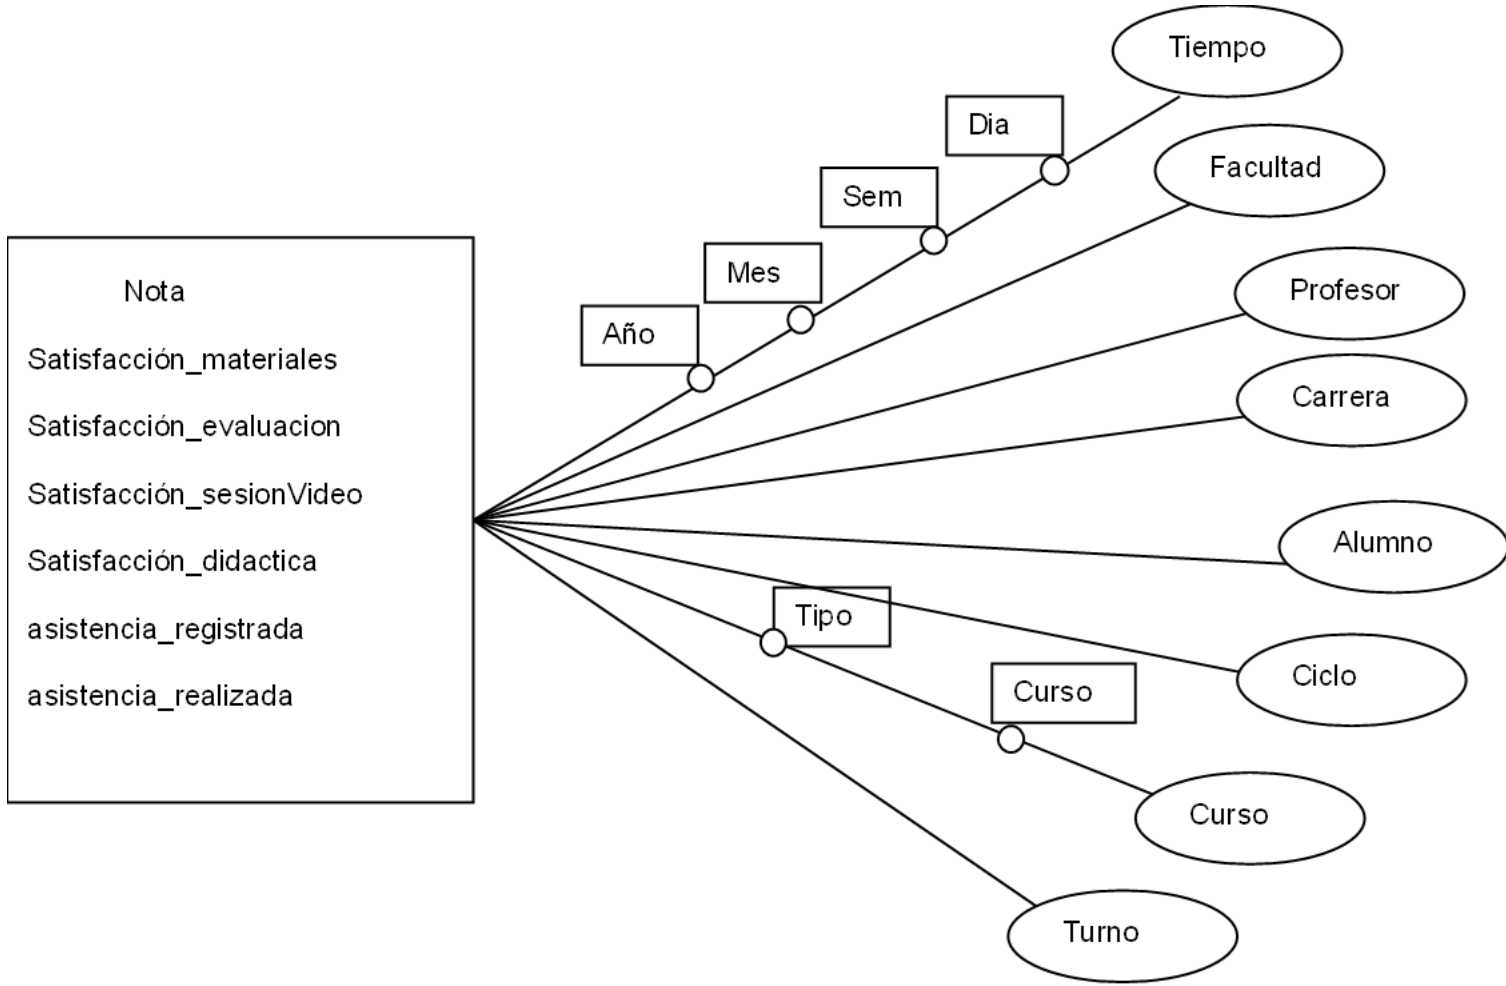 Tiempo
Dia
Facultad
Sem
Mes
Profesor
Año
Carrera
Nota
Satisfacción_materiales
Satisfacción_evaluacion
Satisfacción_sesionVideo
Satisfacción_didactica
asistencia_registrada
asistencia_realizada
Alumno
Tipo
Ciclo
Curso
Curso
Turno